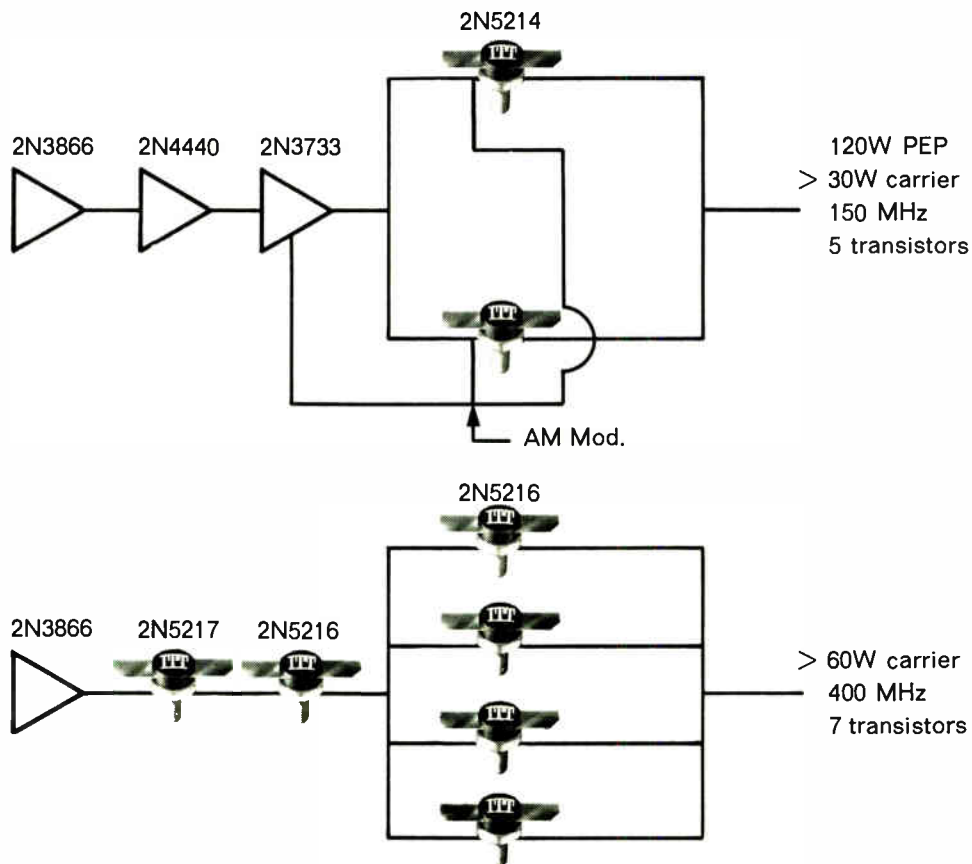 2N5214
ITT
2N3866 2N4440 2N3733
120W PEP
> 30W carrier
150 MHz
5 transistors
ITT
AM Mod.
2N5216
ITT
ITT
2N3866 2N5217 2N5216
ITT ITT
> 60W carrier
400 MHz
7 transistors
ITT
ITT